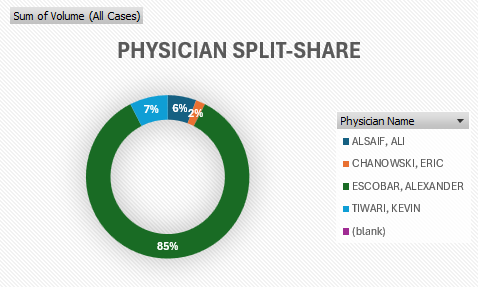 Sum of Volume (All Cases)
PHYSICIAN SPLIT-SHARE
7%
6%
2%
85%
Physician Name
ALSAIF, ALI
CHANOWSKI, ERIC
ESCOBAR, ALEXANDER
TIWARI, KEVIN
(blank)